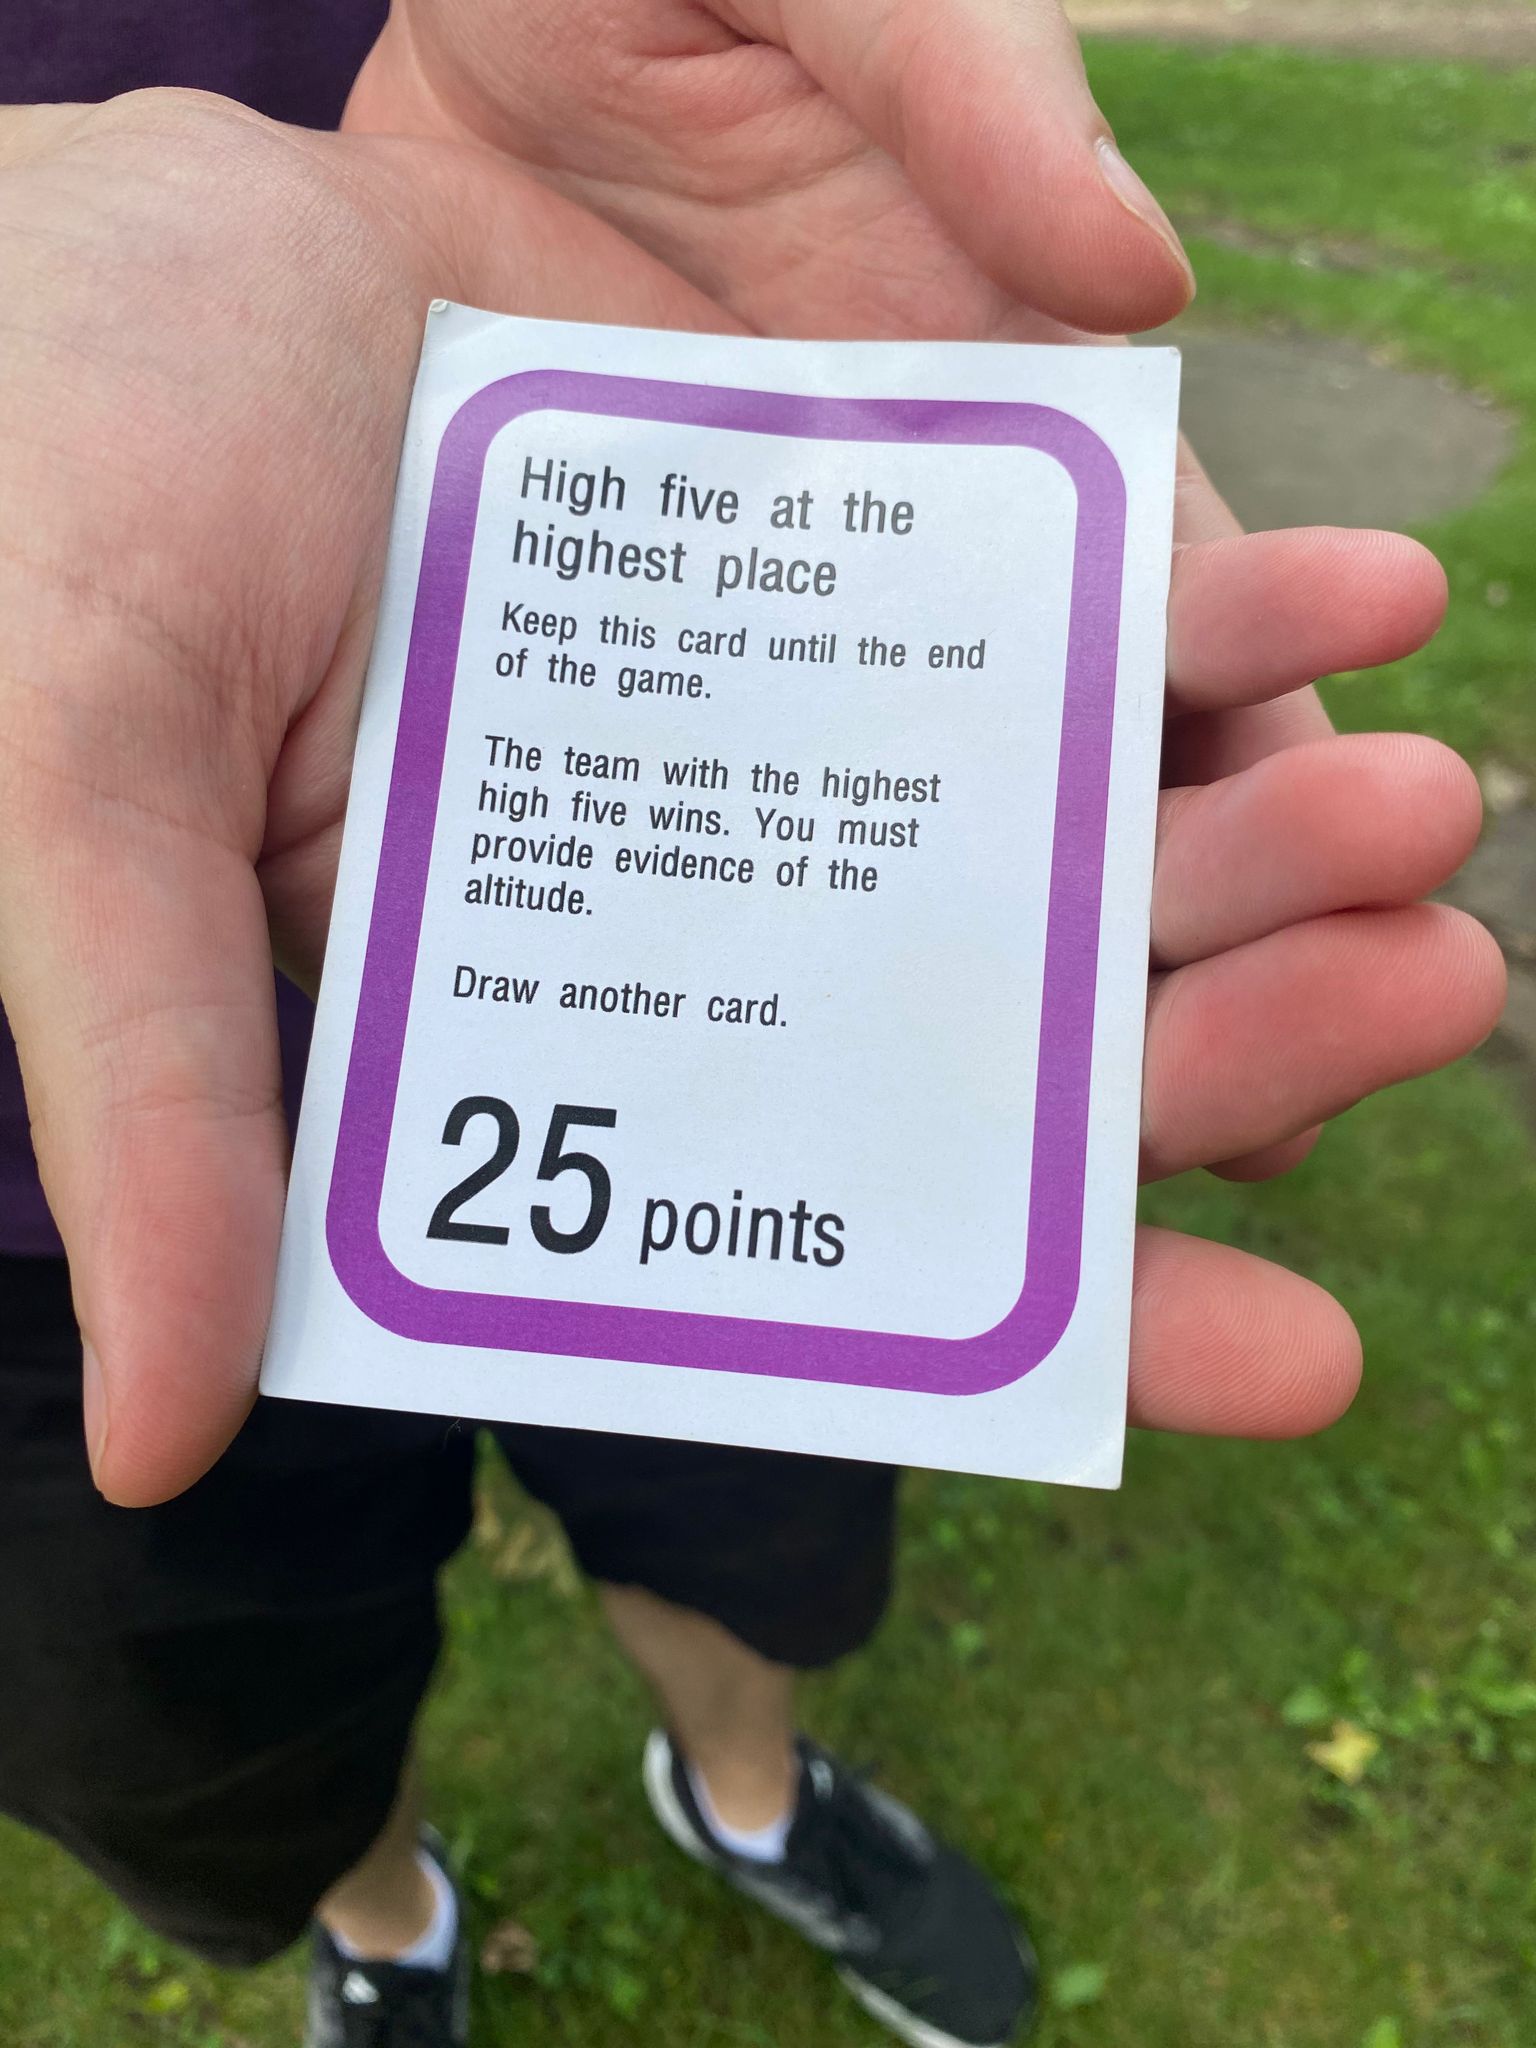 High five at the
highest place
Keep this card until the end
of the game.
The team with the highest
high five wins. You must
provide evidence of the
altitude.
Draw another card.
25 points